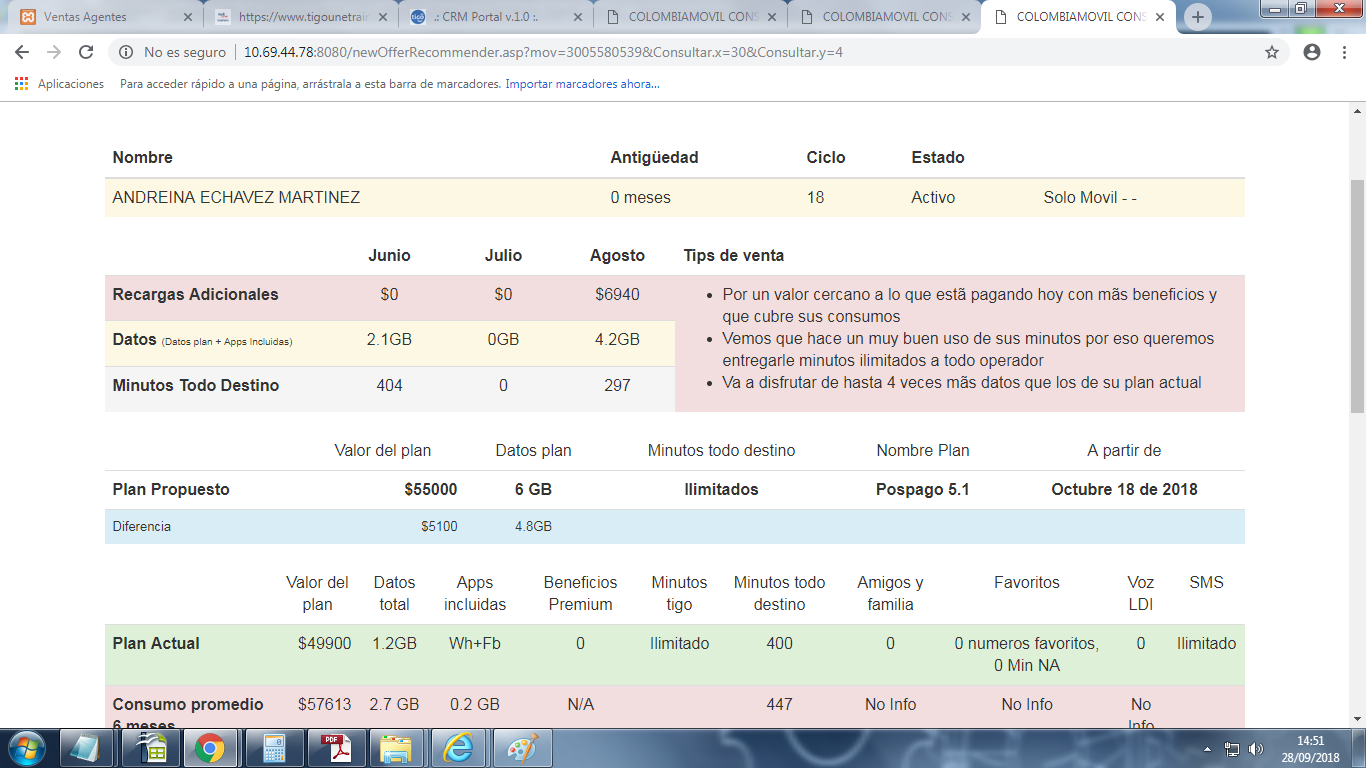 Ventas Agentes
https://www.tigounetrain
.: CRM Portal v.1.0 :.
COLOMBIAMOVIL CONS
COLOMBIAMOVIL CONS
COLOMBIAMOVIL CONS
No es seguro
10.69.44.78:8080/newOfferRecommender.asp?mov=3005580539&Consultar.x=30&Consultar.y=4
Aplicaciones
Para acceder rápido a una página, arrástrala a esta barra de marcadores. Importar marcadores ahora...
Nombre Antigüedad Ciclo Estado
ANDREINA ECHAVEZ MARTINEZ 0 meses 18 Activo Solo Movil - -
Junio Julio Agosto Tips de venta
Recargas Adicionales $0 $0 $6940
Datos (Datos plan + Apps Incluidas) 2.1GB 0GB 4.2GB
Minutos Todo Destino 404 0 297
• Por un valor cercano a lo que estã pagando hoy con mãs beneficios y
que cubre sus consumos
• Vemos que hace un muy buen uso de sus minutos por eso queremos
entregarle minutos ilimitados a todo operador
• Va a disfrutar de hasta 4 veces mãs datos que los de su plan actual
Valor del plan Datos plan Minutos todo destino Nombre Plan A partir de
Plan Propuesto $55000 6 GB Ilimitados Pospago 5.1 Octubre 18 de 2018
Diferencia $5100 4.8GB
Valor del plan
Datos total
Apps incluidas
Beneficios Premium
Minutos tigo
Minutos todo destino
Amigos y familia
Favoritos
Voz LDI
SMS
Plan Actual $49900 1.2GB Wh+Fb 0 Ilimitado 400 0 0 numeros favoritos, 0 Ilimitado
0 Min NA
Consumo promedio $57613 2.7 GB 0.2 GB N/A 447 No Info No Info No
6 meses Info
PDF
14:51
28/09/2018